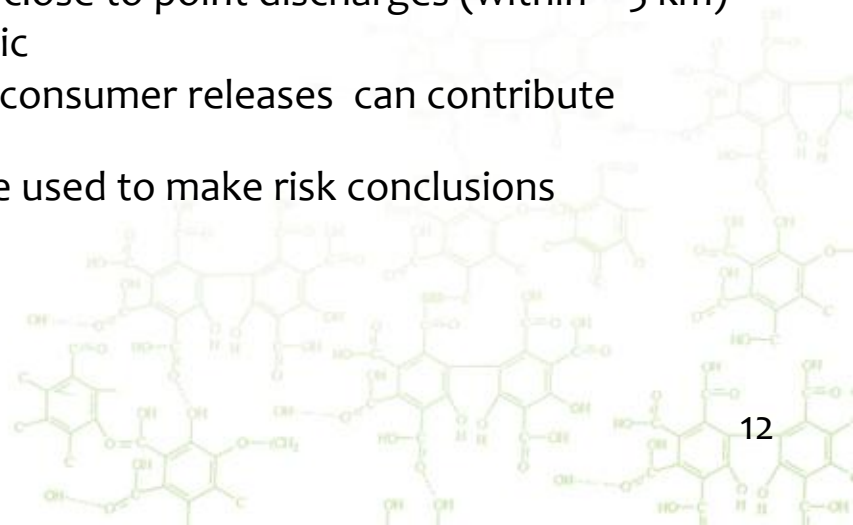 close to point discharges (within ~ 5 km)
ic
consumer releases can contribute
e used to make risk conclusions
12